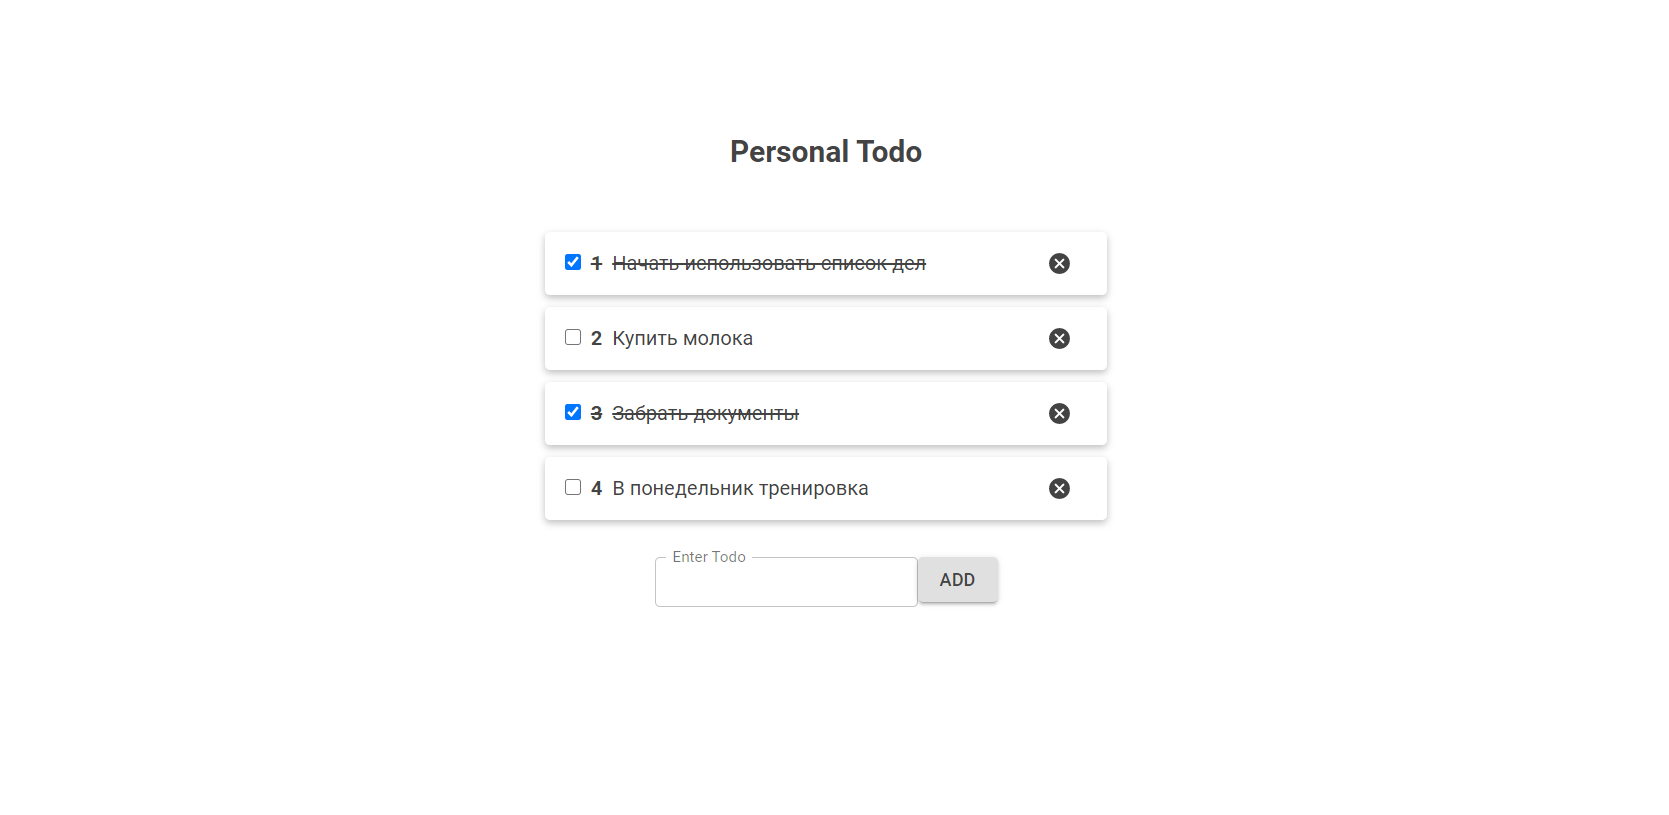 Personal Todo
1 Начать использовать список дел
2 Купить молока
3 Забрать документы
4 В понедельник тренировка
Enter Todo
ADD